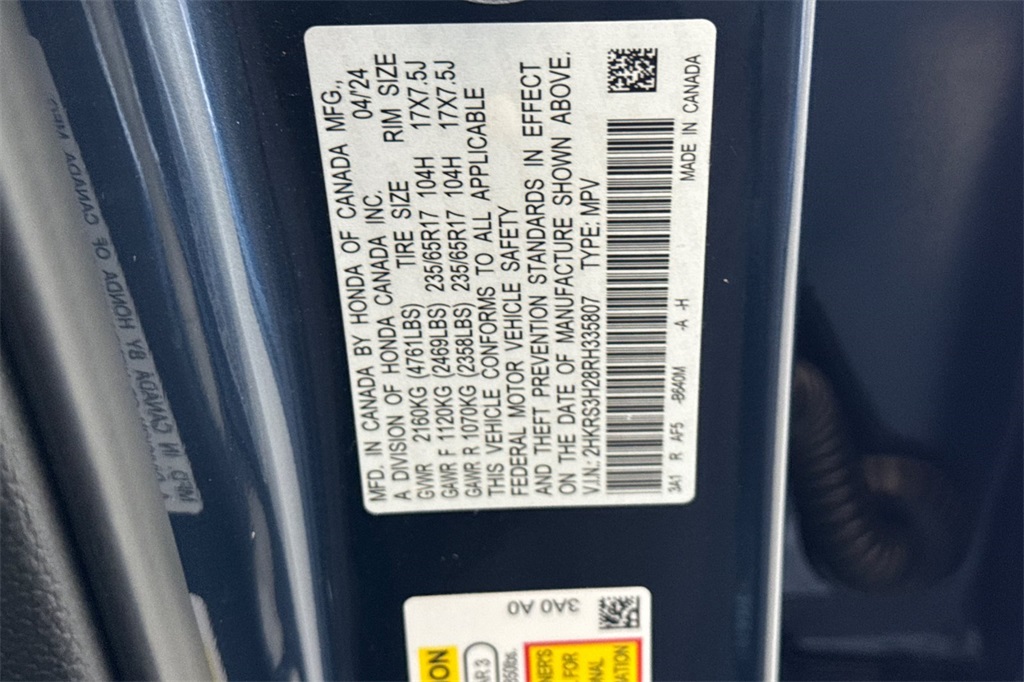 MFD. IN CANADA BY HONDA OF CANADA MFG.,
A DIVISION OF HONDA CANADA INC. 04/24
TIRE SIZE RIM SIZE
GVWR 2160KG (4761LBS)
GAWR F 1120KG (2469LBS) 235/65R17 104H 17X7.5J
GAWR R 1070KG (2358LBS) 235/65R17 104H 17X7.5J
THIS VEHICLE CONFORMS TO ALL APPLICABLE
FEDERAL MOTOR VEHICLE SAFETY
AND THEFT PREVENTION STANDARDS IN EFFECT
ON THE DATE OF MANUFACTURE SHOWN ABOVE.
V.I.N.: 2HKRS3H28RH335807 TYPE: MPV
3A1 R AF5 -B640M -A -H MADE IN CANADA
3A0 A0